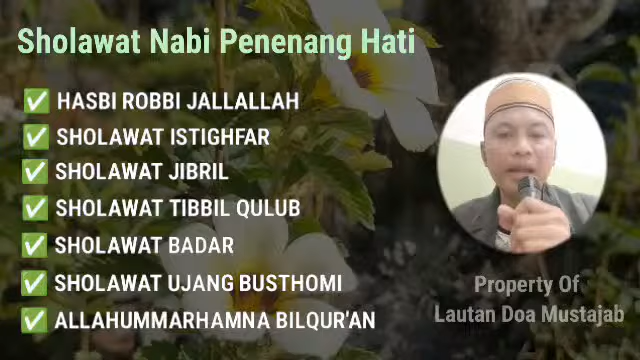 Sholawat Nabi Penenang Hati
✅ HASBI ROBBI JALLALLAH
✅ SHOLAWAT ISTIGHFAR
✅ SHOLAWAT JIBRIL
✅ SHOLAWAT TIBBIL QULUB
✅ SHOLAWAT BADAR
✅ SHOLAWAT UJANG BUSTHOMI
✅ ALLAHUMMARHAMNA BILQUR'AN
Property Of
Lautan Doa Mustajab